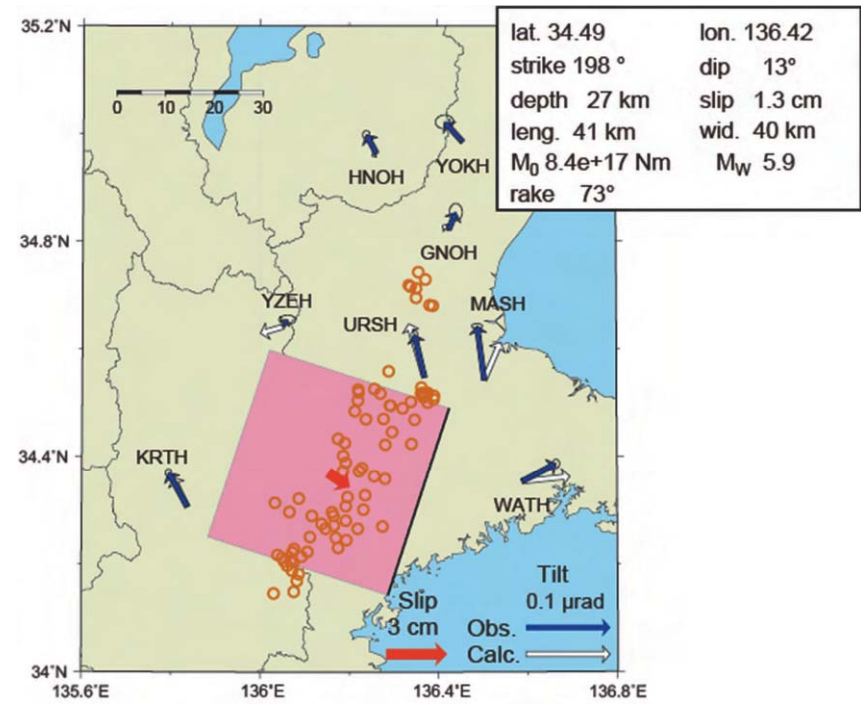 35.2°N
lat. 34.49 lon. 136.42
strike 198 ° dip 13°
depth 27 km slip 1.3 cm
leng. 41 km wid. 40 km
M0 8.4e+17 Nm MW 5.9
rake 73°
0 10 20 30
HNOH
YOKH
34.8°N
GNOH
YZEH
MASH
URSH
34.4°N
KRTH
WATH
Tilt
Slip 0.1 μrad
3 cm Obs.
Calc.
34°N
135.6°E 136°E 136.4°E 136.8°E